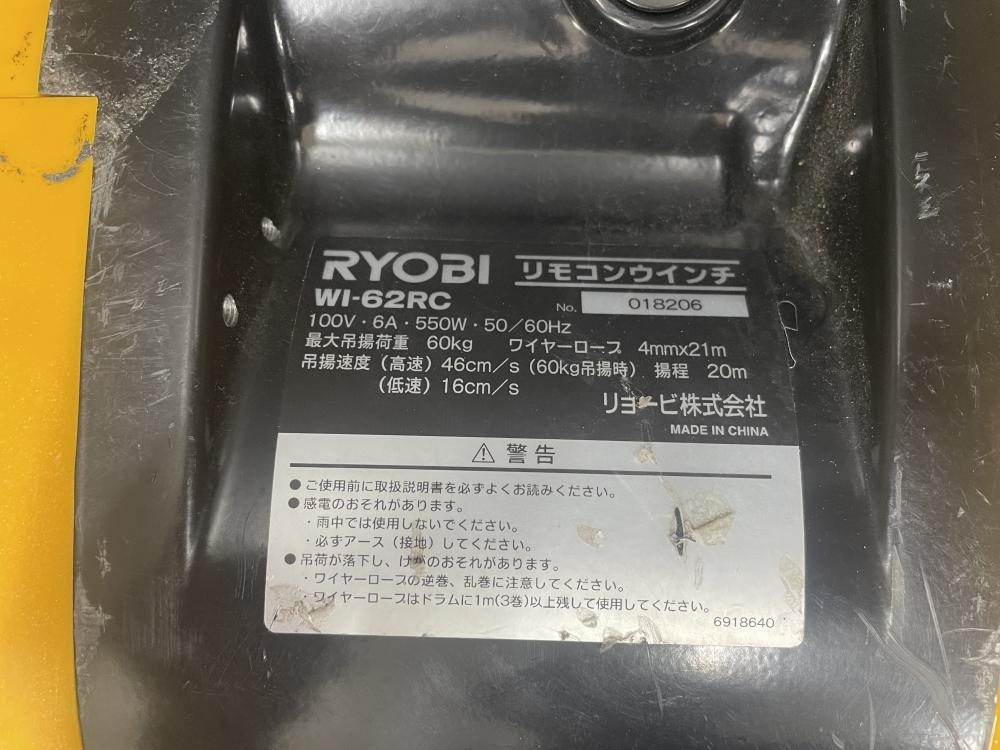 RYOBI リモコンウインチ
WI-62RC No. 018206
100V・6A・550W・50／60Hz
最大吊揚荷重 60kg ワイヤーロープ 4mmx21m
吊揚速度（高速）46cm／s（60kg吊揚時）揚程 20m
（低速）16cm／s
リョービ株式会社
MADE IN CHINA
⚠ 警告
●ご使用前に取扱説明書を必ずよくお読みください。
●感電のおそれがあります。
・雨中では使用しないでください。
・必ずアース（接地）してください。
●吊荷が落下し、けがのおそれがあります。
・ワイヤーロープの逆巻、乱巻に注意してください。
・ワイヤーロープはドラムに1m(3巻)以上残して使用してください。
6918640